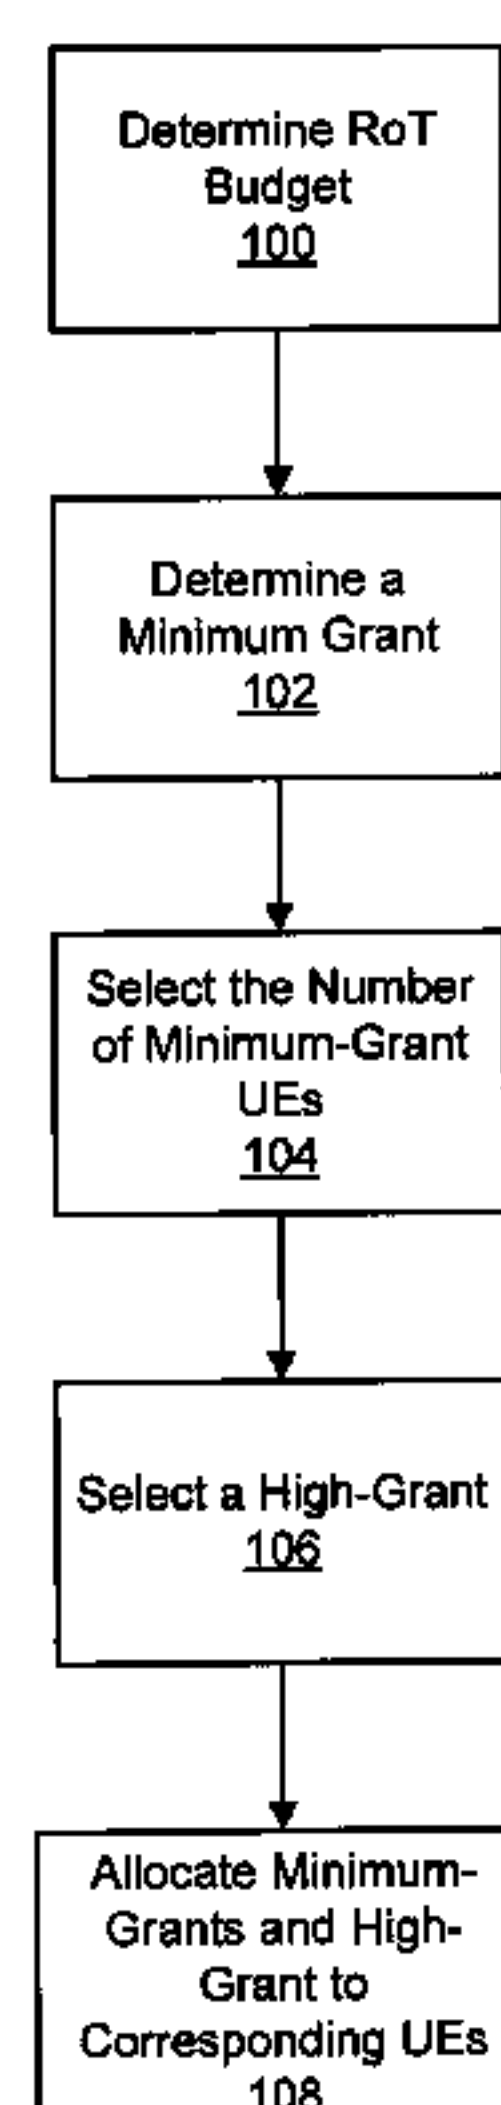 Determine RoT
Budget
100
Determine a
Minimum Grant
102
Select the Number
of Minimum-Grant
UEs
104
Select a High-Grant
106
Allocate Minimum-
Grants and High-
Grant to
Corresponding UEs
108